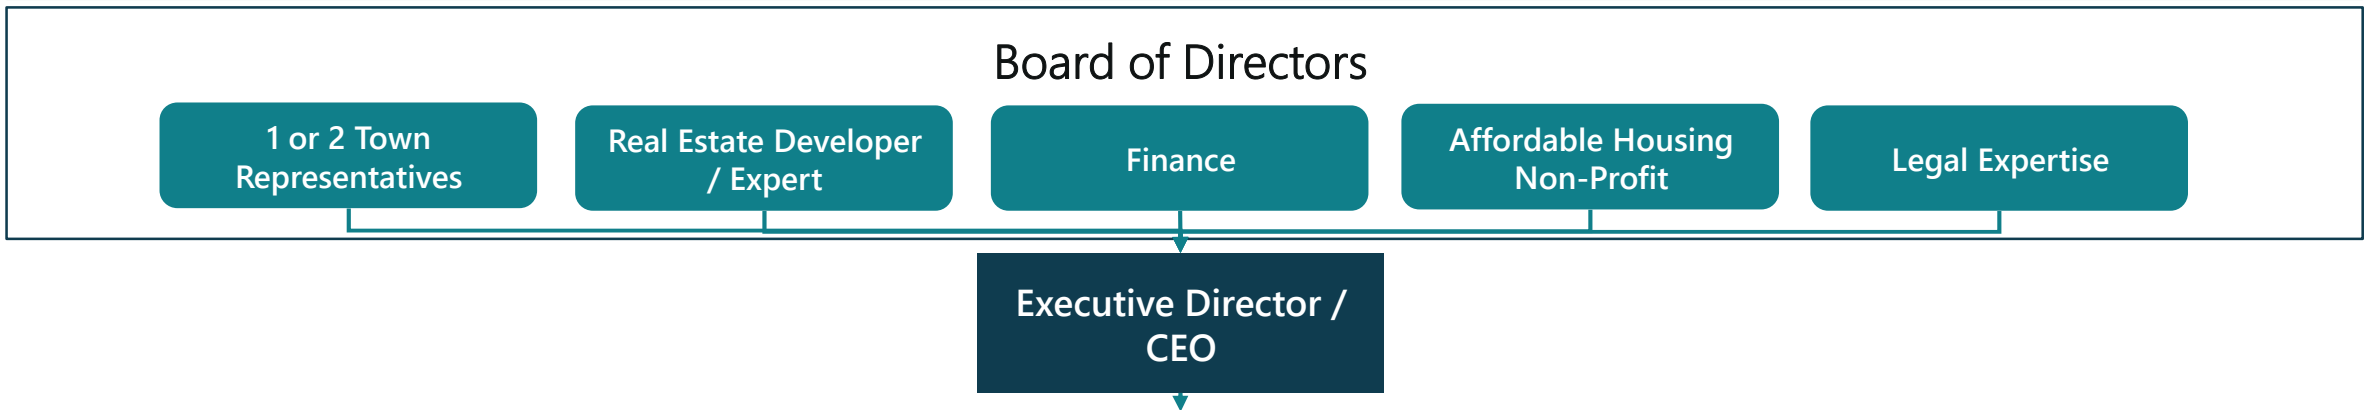 Board of Directors
1 or 2 Town
Representatives
Real Estate Developer
/ Expert
Finance
Affordable Housing
Non-Profit
Legal Expertise
Executive Director /
CEO